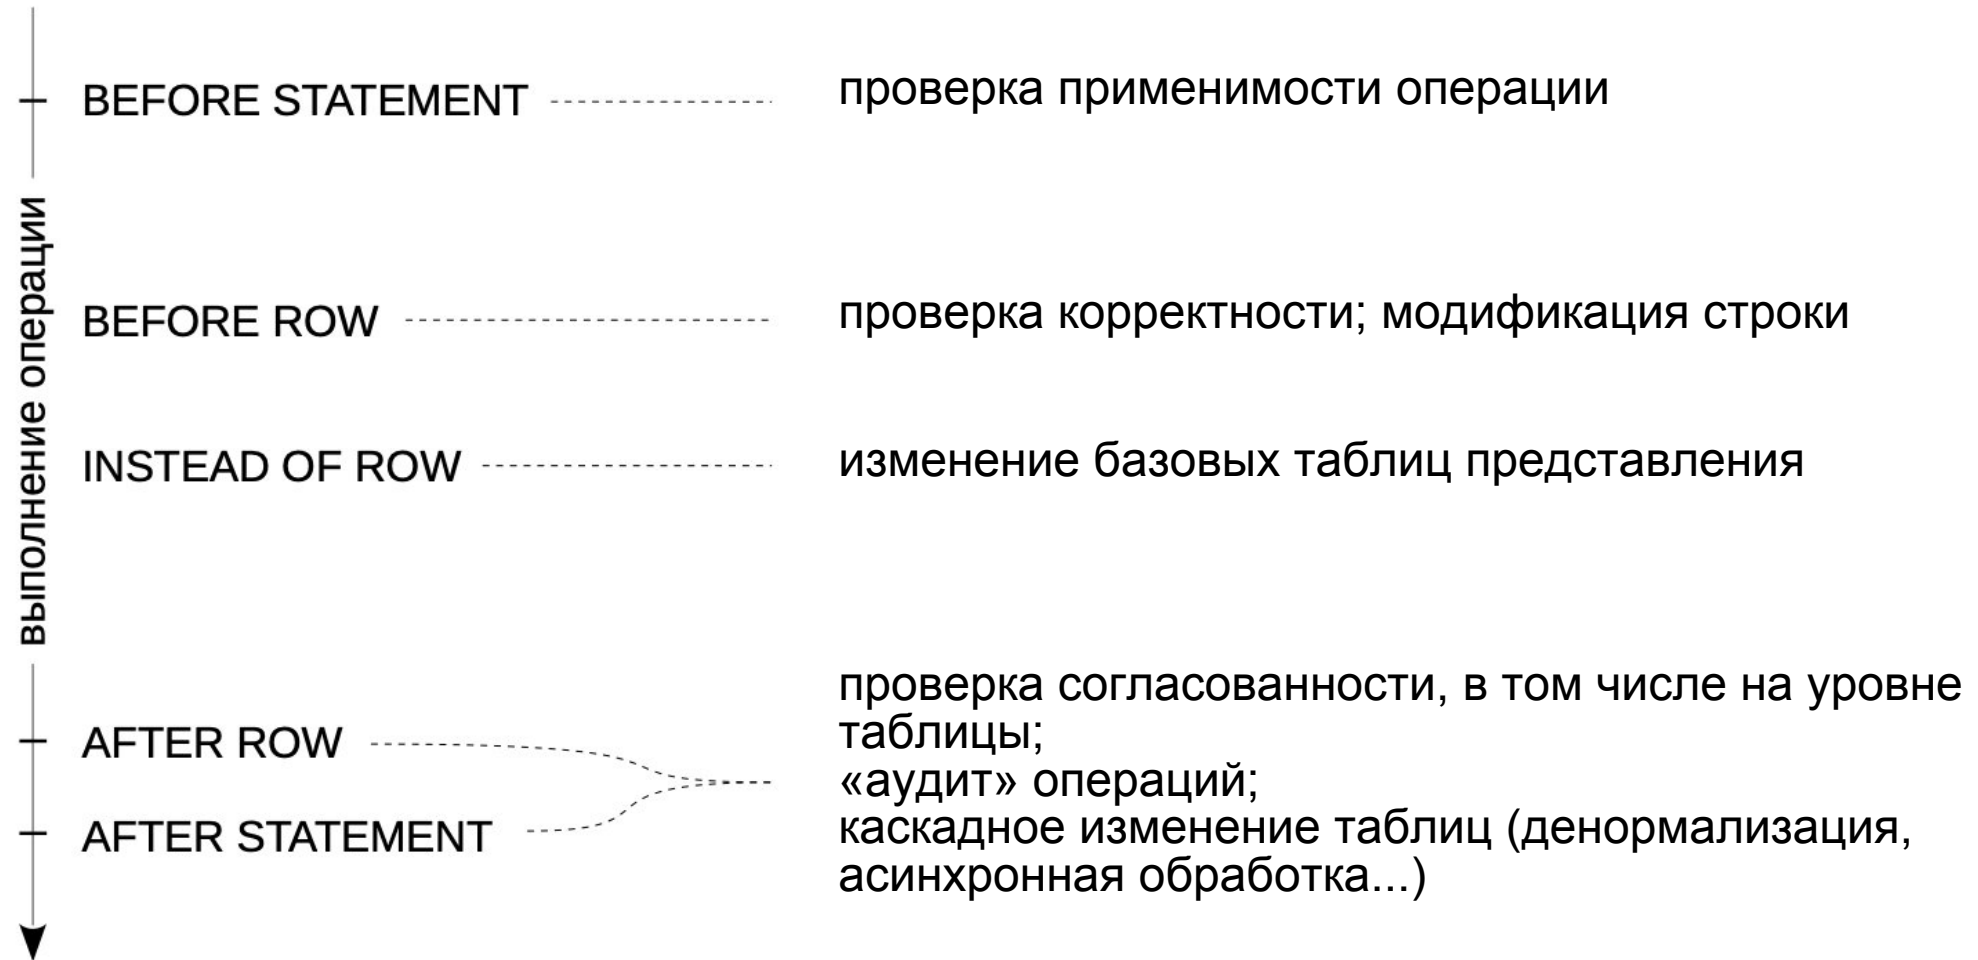 BEFORE STATEMENT
проверка применимости операции
выполнение операции
BEFORE ROW
проверка корректности; модификация строки
INSTEAD OF ROW
изменение базовых таблиц представления
AFTER ROW
AFTER STATEMENT
проверка согласованности, в том числе на уровне
таблицы;
«аудит» операций;
каскадное изменение таблиц (денормализация,
асинхронная обработка...)